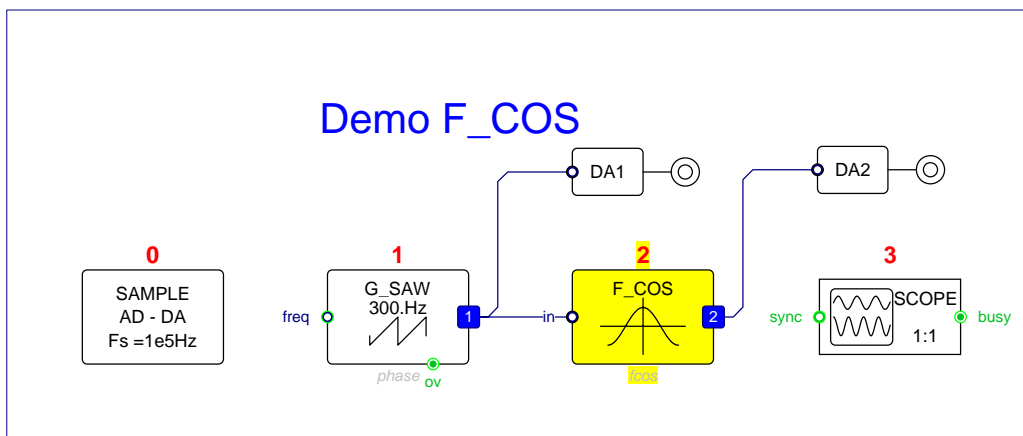 Demo F_COS
DA1
DA2
0
1
2
3
SAMPLE
AD - DA
Fs =1e5Hz
freq
G_SAW
300.Hz
1
phase
ov
in
F_COS
2
fcos
sync
SCOPE
1:1
busy